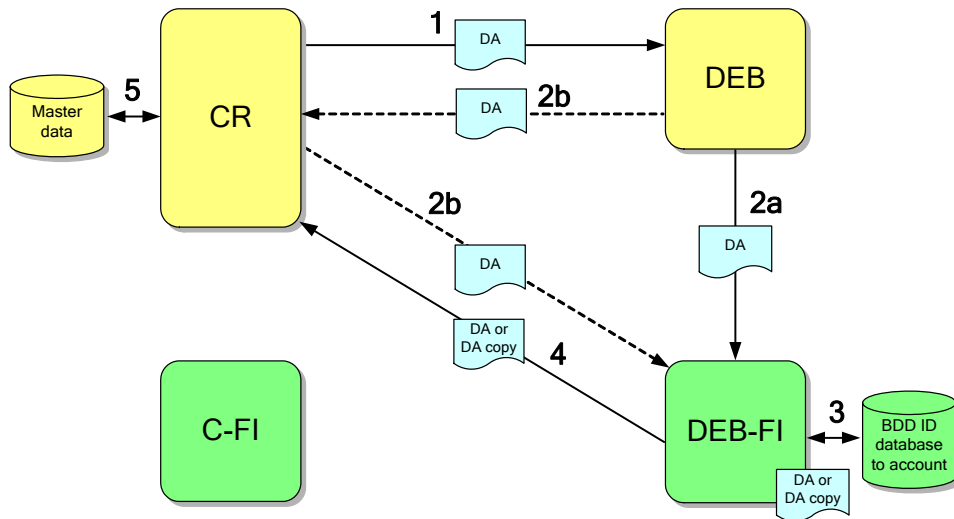 1
DA
DEB
5
Master
data
CR
DA
2b
2b
2a
DA
DA
DA or
DA copy
4
C-FI
DEB-FI
3
BDD ID
database
to account
DA or
DA copy